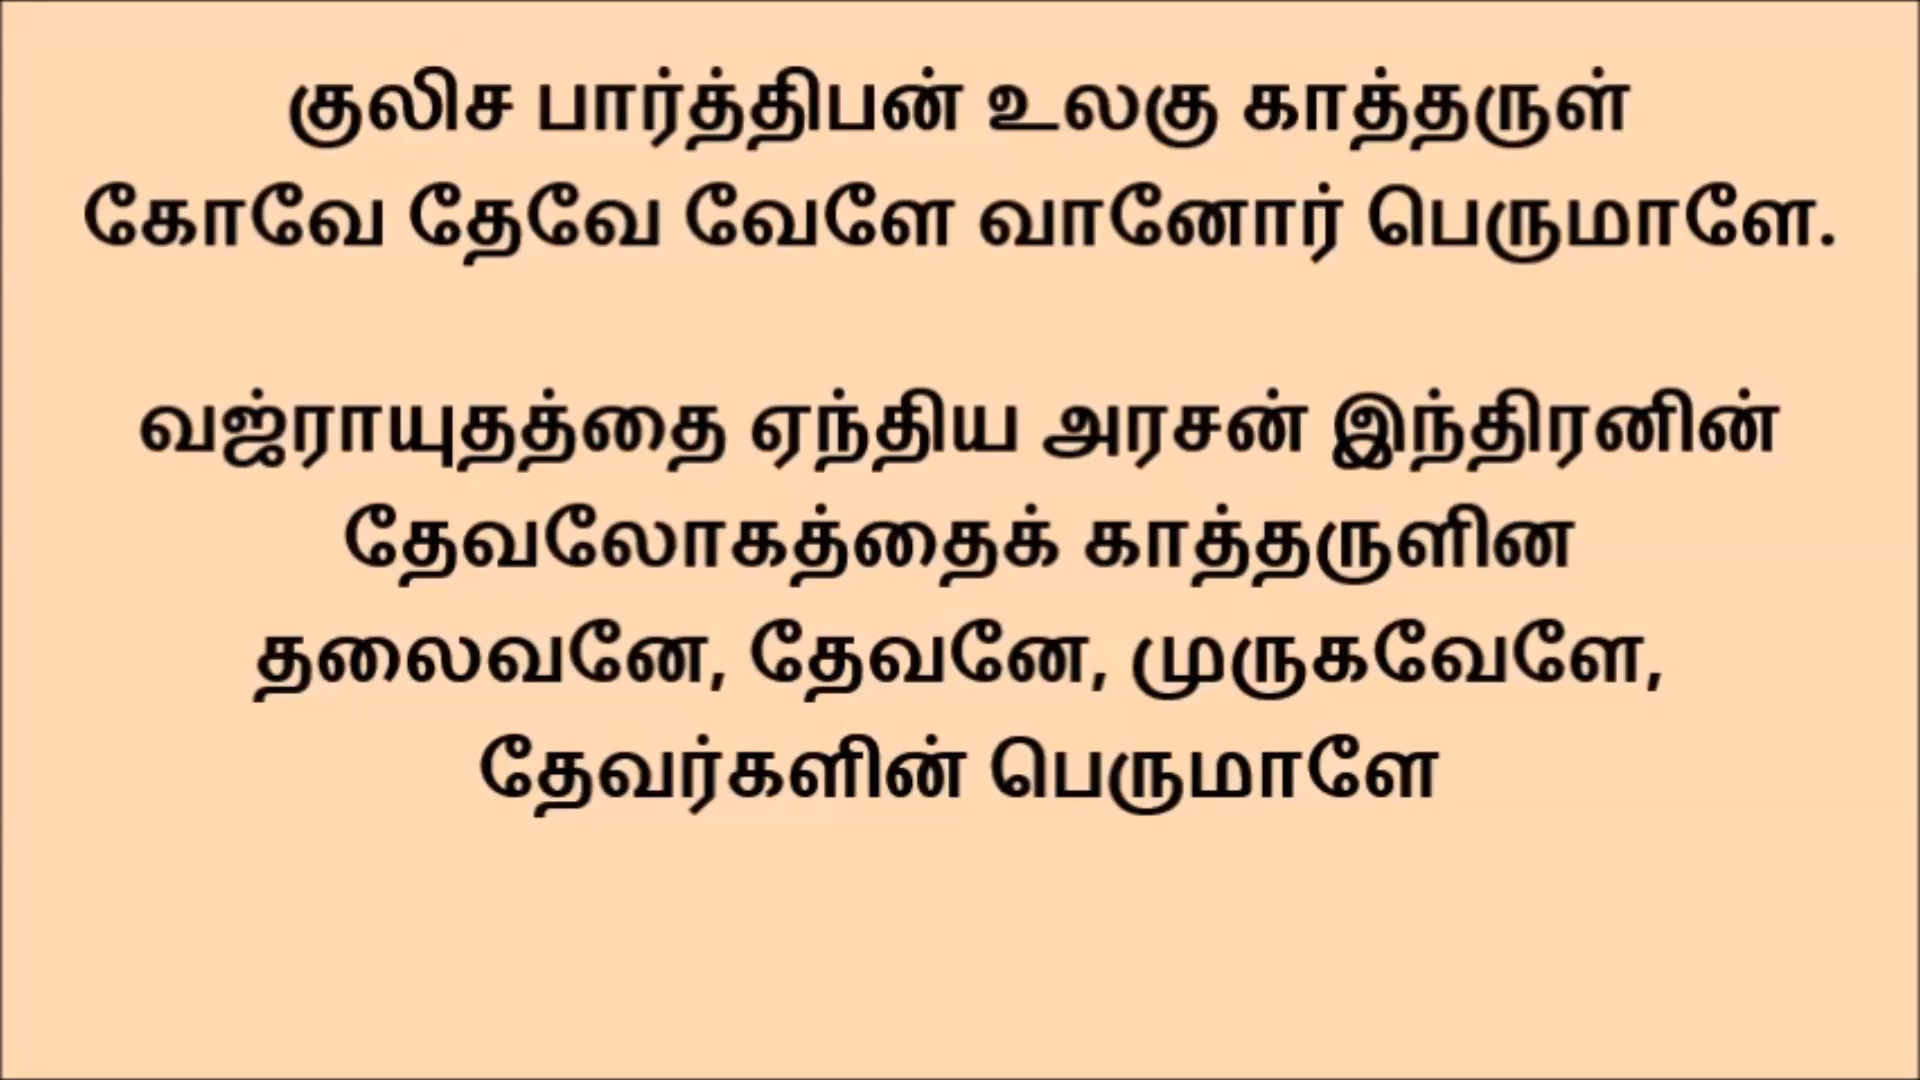 குலிச பார்த்திபன் உலகு காத்தருள்
கோவே தேவே வேளே வானோர் பெருமாளே.
வஜ்ராயுதத்தை ஏந்திய அரசன் இந்திரனின்
தேவலோகத்தைக் காத்தருளின
தலைவனே, தேவனே, முருகவேளே,
தேவர்களின் பெருமாளே